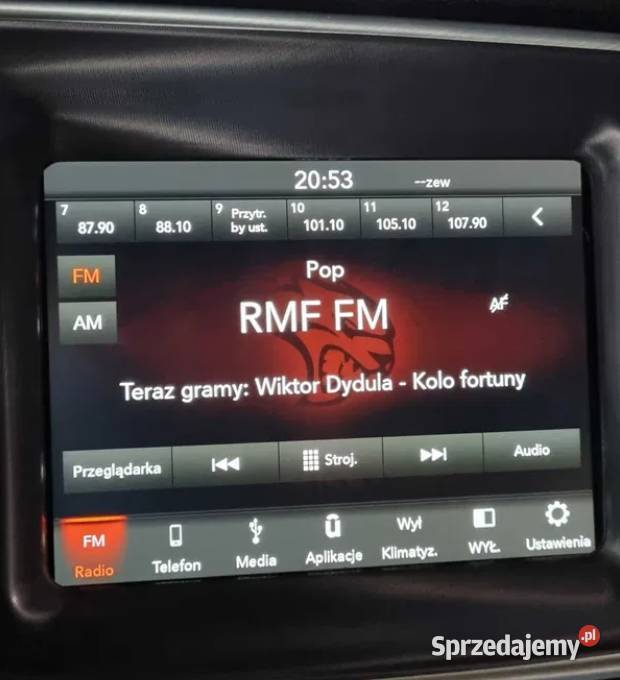 20:53 --zew
7 87.90 8 88.10 9 Przytr. by ust. 10 101.10 11 105.10 12 107.90
FM
Pop
AF
RMF FM
AM
Teraz gramy: Wiktor Dydula - Kolo fortuny
Przeglądarka Stroj. Audio
FM Wył
Radio Telefon Media Aplikacje Klimatyz. WYŁ. Ustawienia
Sprzedajemy.pl